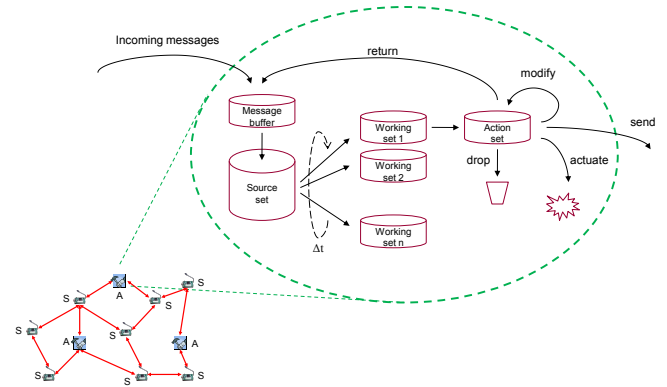 Incoming messages
return
modify
Message
buffer
Working
set 1
Action
set
send
Working
set 2
drop
actuate
Source
set
Working
set n
Δt
S
S
A
S
S
S
A
A
S
S
S